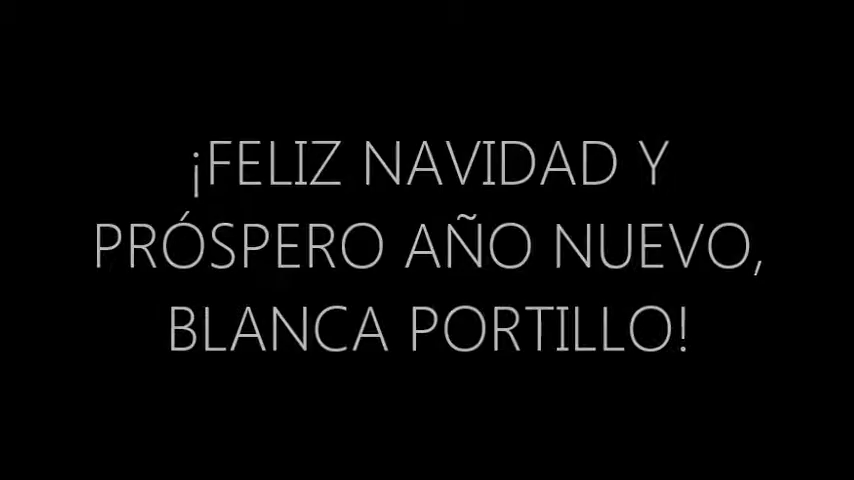 ¡FELIZ NAVIDAD Y
PRÓSPERO AÑO NUEVO,
BLANCA PORTILLO!